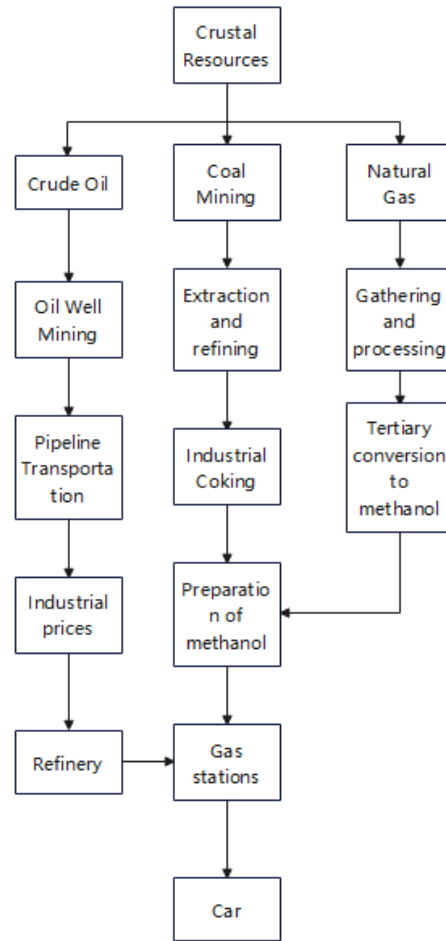 Crustal
Resources
Crude Oil
Coal
Mining
Natural
Gas
Oil Well
Mining
Extraction
and
refining
Gathering
and
processing
Pipeline
Transporta
tion
Industrial
Coking
Tertiary
conversion
to
methanol
Industrial
prices
Preparatio
n of
methanol
Refinery
Gas
stations
Car